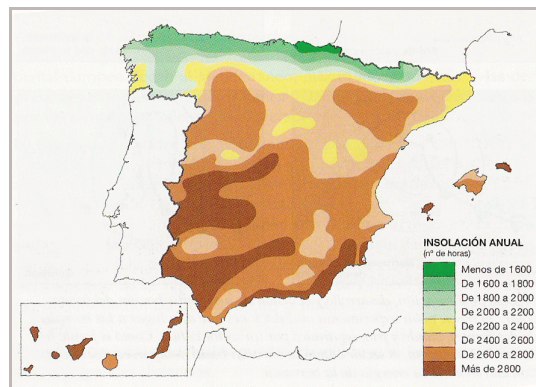 INSOLACIÓN ANUAL
(nº de horas)
Menos de 1600
De 1600 a 1800
De 1800 a 2000
De 2000 a 2200
De 2200 a 2400
De 2400 a 2600
De 2600 a 2800
Más de 2800